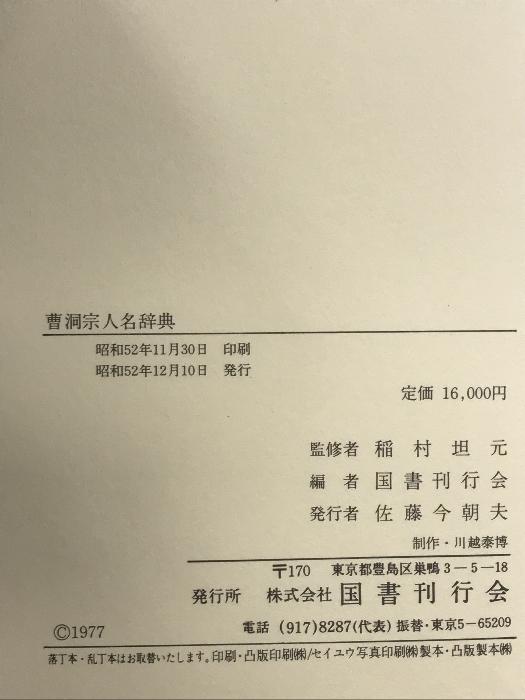 曹洞宗人名辞典
昭和52年11月30日 印刷
昭和52年12月10日 発行
定価 16,000円
監修者 稲村坦元
編者 国書刊行会
発行者 佐藤今朝夫
制作・川越泰博
〒170 東京都豊島区巣鴨3-5-18
発行所 株式会社 国書刊行会
©1977 電話 (917)8287(代表) 振替・東京5-65209
落丁本・乱丁本はお取替いたします。印刷・凸版印刷㈱/セイユウ写真印刷㈱製本・凸版製本㈱